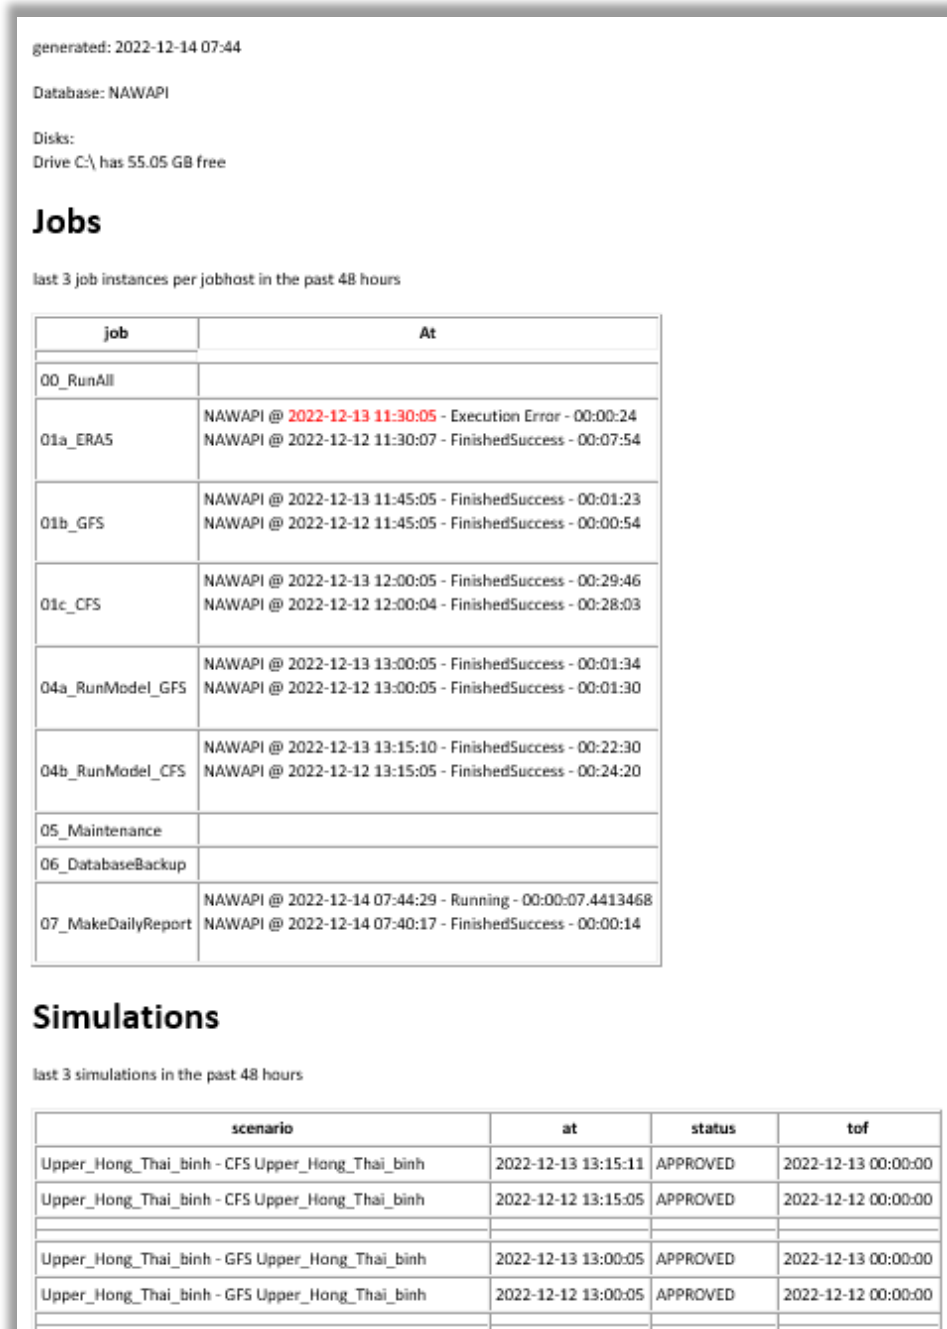 generated: 2022-12-14 07:44
Database: NAWAPI
Disks:
Drive C:\ has 55.05 GB free
Jobs
last 3 job instances per jobhost in the past 48 hours
job At
00_RunAll
NAWAPI @ 2022-12-13 11:30:05 - Execution Error - 00:00:24
01a_ERA5 NAWAPI @ 2022-12-12 11:30:07 - FinishedSuccess - 00:07:54
NAWAPI @ 2022-12-13 11:45:05 - FinishedSuccess - 00:01:23
01b_GFS NAWAPI @ 2022-12-12 11:45:05 - FinishedSuccess - 00:00:54
NAWAPI @ 2022-12-13 12:00:05 - FinishedSuccess - 00:29:46
01c_CFS NAWAPI @ 2022-12-12 12:00:04 - FinishedSuccess - 00:28:03
NAWAPI @ 2022-12-13 13:00:05 - FinishedSuccess - 00:01:34
04a_RunModel_GFS NAWAPI @ 2022-12-12 13:00:05 - FinishedSuccess - 00:01:30
NAWAPI @ 2022-12-13 13:15:10 - FinishedSuccess - 00:22:30
04b_RunModel_CFS NAWAPI @ 2022-12-12 13:15:05 - FinishedSuccess - 00:24:20
05_Maintenance
06_DatabaseBackup
NAWAPI @ 2022-12-14 07:44:29 - Running - 00:00:07.4413468
07_MakeDailyReport NAWAPI @ 2022-12-14 07:40:17 - FinishedSuccess - 00:00:14
Simulations
last 3 simulations in the past 48 hours
scenario at status tof
Upper_Hong_Thai_binh - CFS Upper_Hong_Thai_binh 2022-12-13 13:15:11 APPROVED 2022-12-13 00:00:00
Upper_Hong_Thai_binh - CFS Upper_Hong_Thai_binh 2022-12-12 13:15:05 APPROVED 2022-12-12 00:00:00
Upper_Hong_Thai_binh - GFS Upper_Hong_Thai_binh 2022-12-13 13:00:05 APPROVED 2022-12-13 00:00:00
Upper_Hong_Thai_binh - GFS Upper_Hong_Thai_binh 2022-12-12 13:00:05 APPROVED 2022-12-12 00:00:00